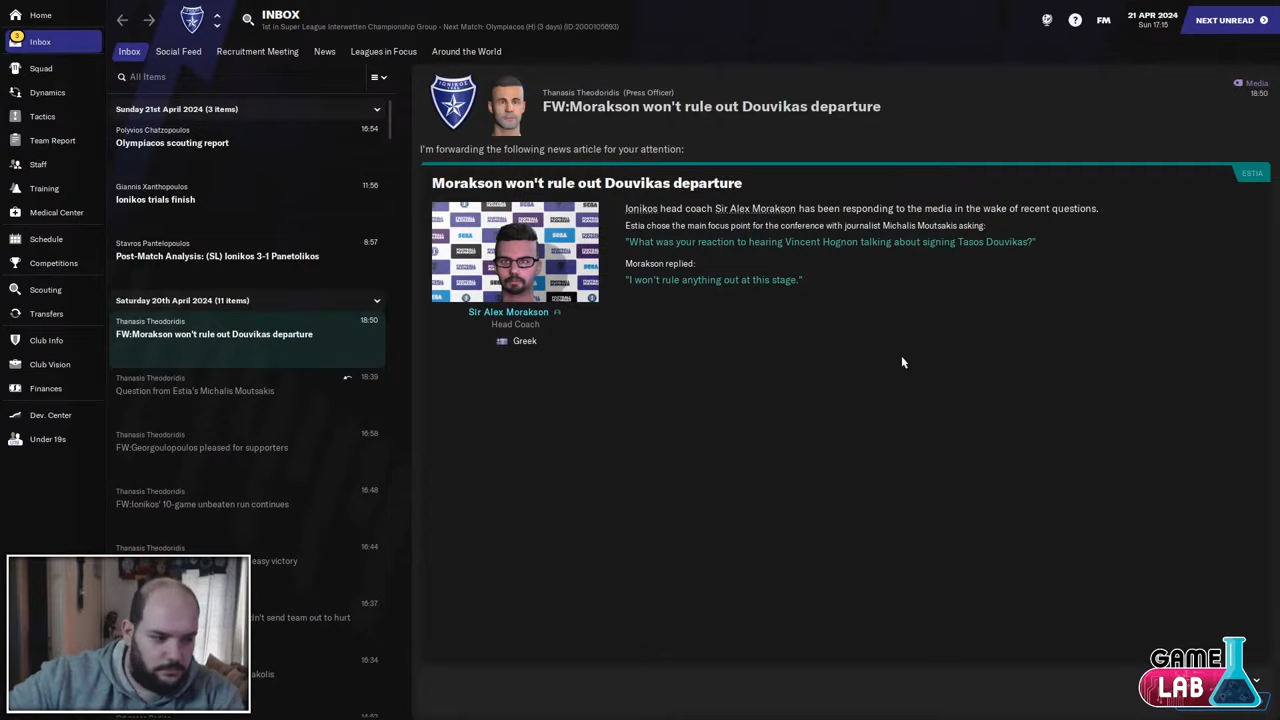 Home
3
Inbox
Squad
Dynamics
Tactics
Team Report
Staff
Training
Medical Center
Schedule
Competitions
Scouting
Transfers
Club Info
Club Vision
Finances
Dev. Center
Under 19s
INBOX
1st in Super League Interwetten Championship Group - Next Match: Olympiacos (H) (3 days) (ID:2000105693)
FM
21 APR 2024
Sun 17:15
NEXT UNREAD
Inbox
Social Feed
Recruitment Meeting
News
Leagues in Focus
Around the World
All Items
Sunday 21st April 2024 (3 items)
Polyvios Chatzopoulos
16:54
Olympiacos scouting report
Giannis Xanthopoulos
11:56
Ionikos trials finish
Stavros Pantelopoulos
8:57
Post-Match Analysis:(SL) Ionikos 3-1 Panetolikos
Saturday 20th April 2024 (11 items)
Thanasis Theodoridis
18:50
FW:Morakson won't rule out Douvikas departure
Thanasis Theodoridis
18:39
Question from Estia's Michalis Moutsakis
Thanasis Theodoridis
16:58
FW:Georgoulopoulos pleased for supporters
Thanasis Theodoridis
16:48
FW:Ionikos' 10-game unbeaten run continues
Thanasis Theodoridis
16:44
easy victory
16:37
dn't send team out to hurt
16:34
akolis
IONIKOS
Thanasis Theodoridis (Press Officer)
FW:Morakson won't rule out Douvikas departure
Media
18:50
I'm forwarding the following news article for your attention:
ESTIA
Morakson won't rule out Douvikas departure
Ionikos head coach Sir Alex Morakson has been responding to the media in the wake of recent questions.
Estia chose the main focus point for the conference with journalist Michalis Moutsakis asking:
"What was your reaction to hearing Vincent Hognon talking about signing Tasos Douvikas?"
Morakson replied:
"I won't rule anything out at this stage."
Sir Alex Morakson
Head Coach
Greek
GAME
LAB